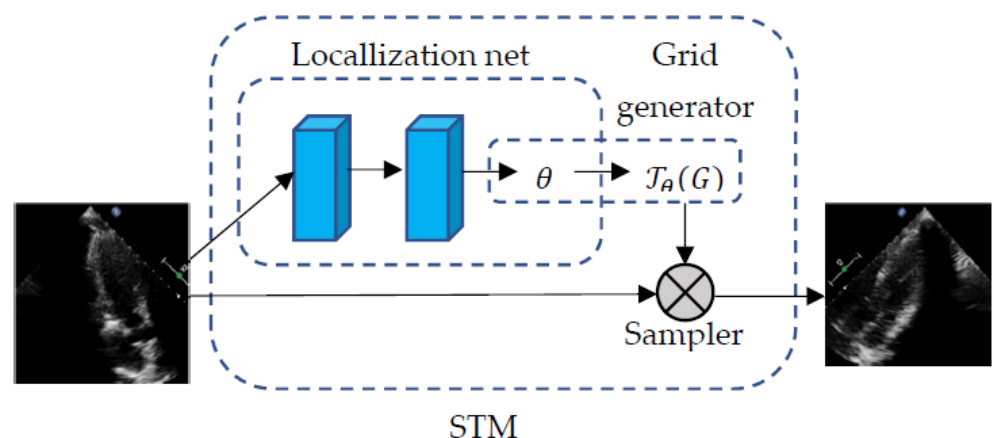 Locallization net
Grid
generator
θ
𝒯θ(G)
Sampler
STM